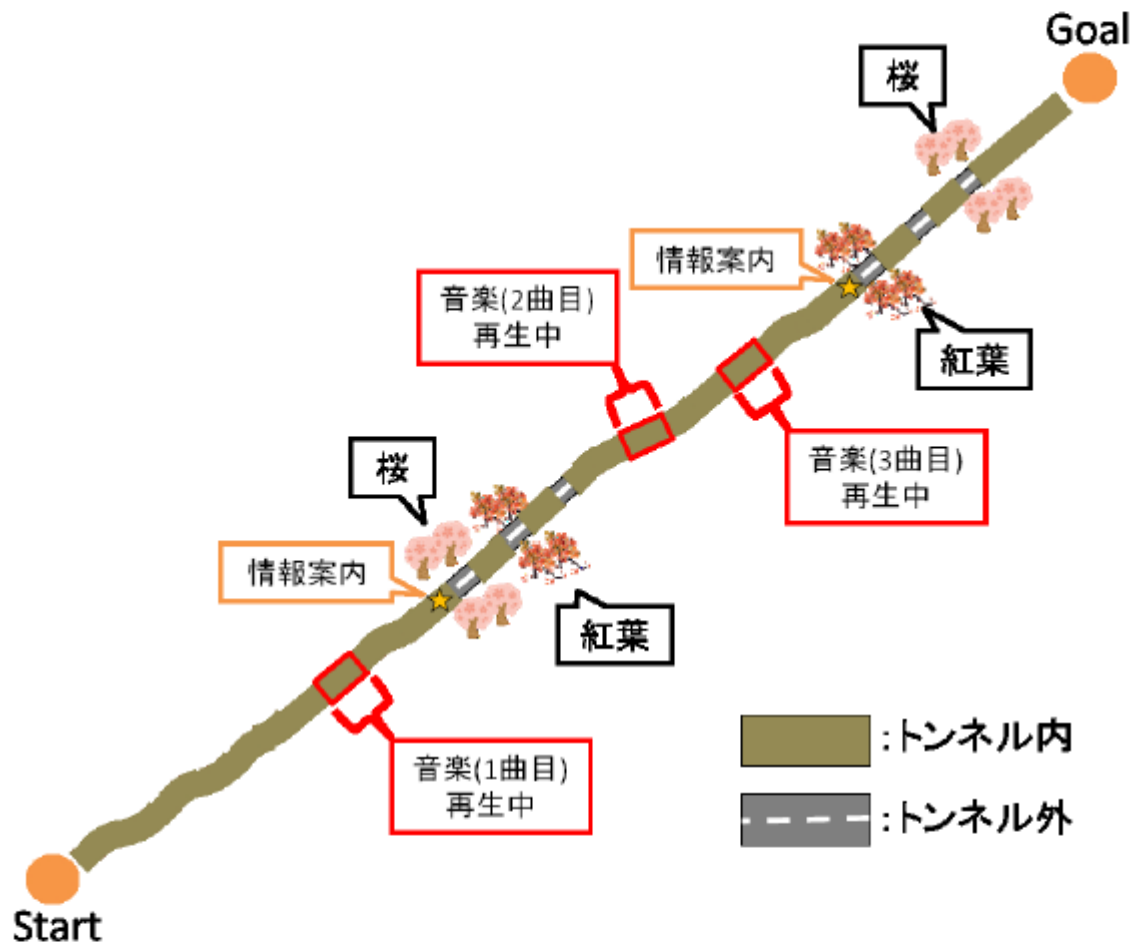 Goal
桜
情報案内
音楽(2曲目)
再生中
紅葉
音楽(3曲目)
再生中
桜
情報案内
紅葉
音楽(1曲目)
再生中
:トンネル内
:トンネル外
Start